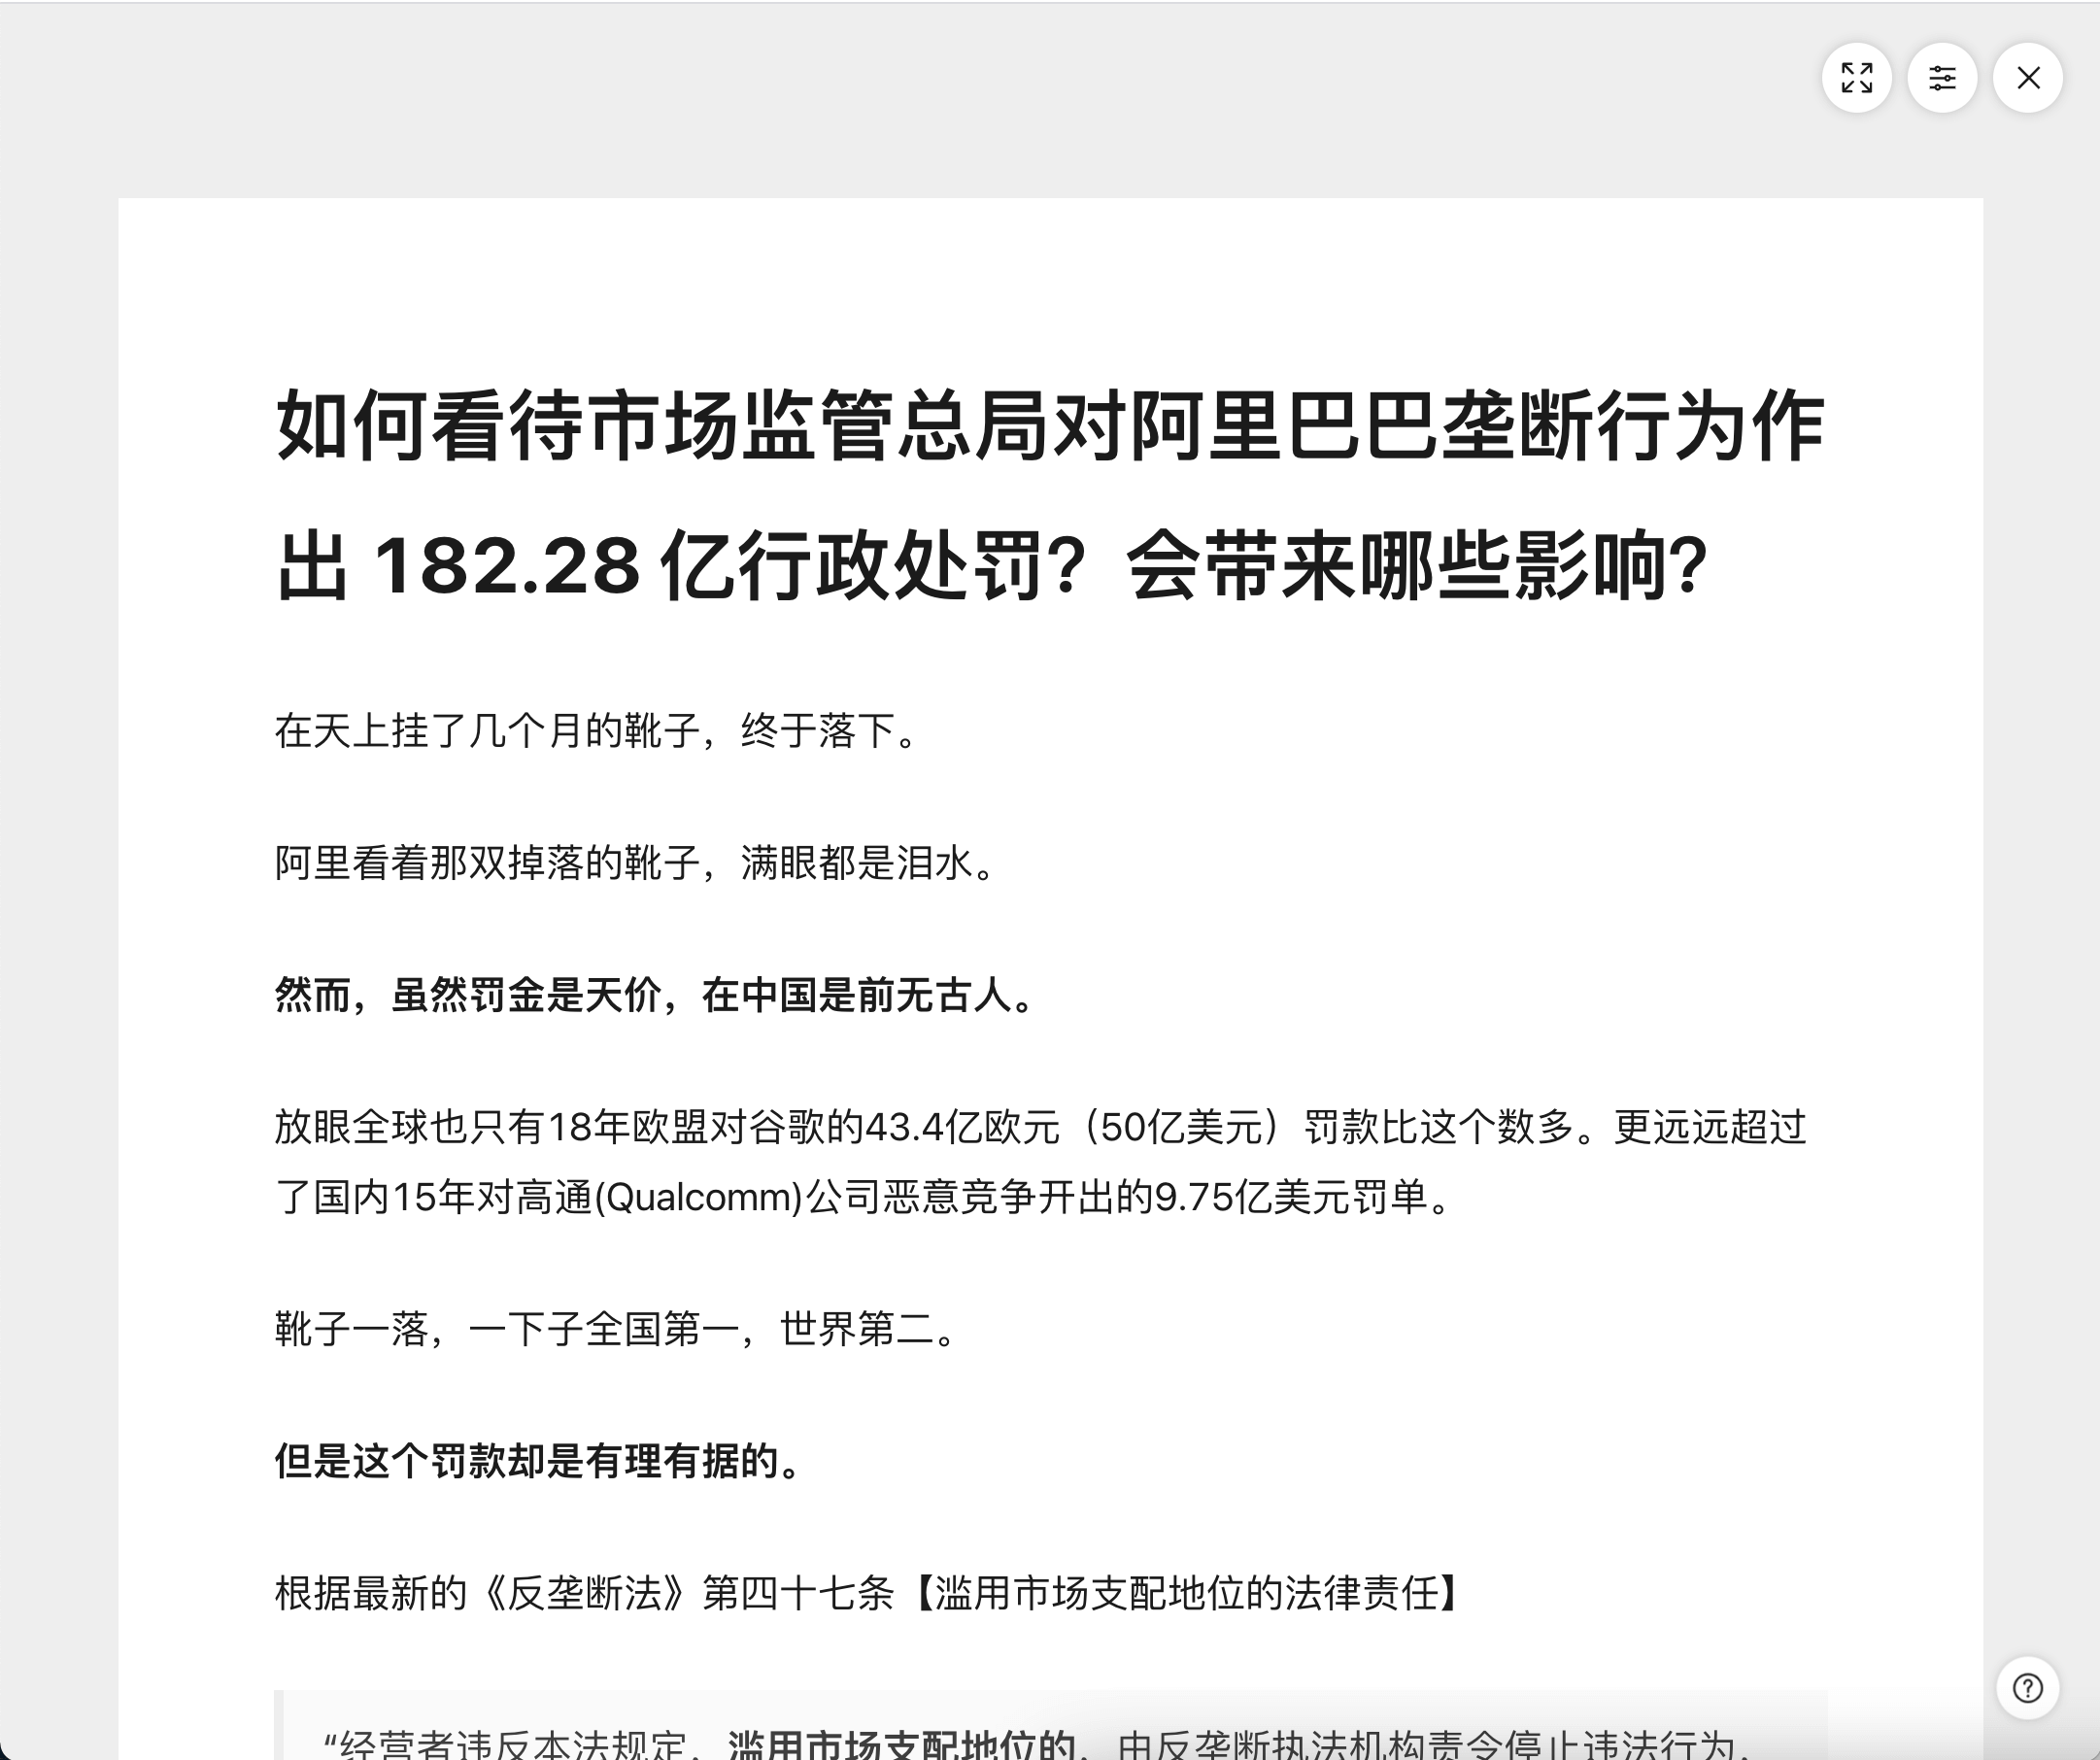 如何看待市场监管总局对阿里巴巴垄断行为作
出 182.28 亿行政处罚？会带来哪些影响？
在天上挂了几个月的靴子，终于落下。
阿里看着那双掉落的靴子，满眼都是泪水。
然而，虽然罚金是天价，在中国是前无古人。
放眼全球也只有18年欧盟对谷歌的43.4亿欧元（50亿美元）罚款比这个数多。更远远超过
了国内15年对高通(Qualcomm)公司恶意竞争开出的9.75亿美元罚单。
靴子一落，一下子全国第一，世界第二。
但是这个罚款却是有理有据的。
根据最新的《反垄断法》第四十七条【滥用市场支配地位的法律责任】
“经营者违反本法规定，滥用市场支配地位的，由反垄断执法机构责令停止违法行为，